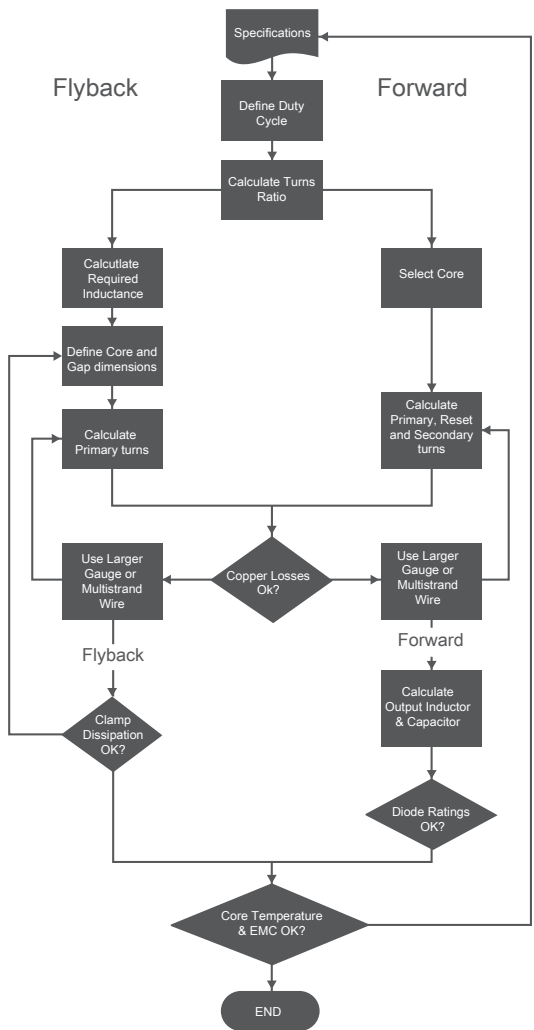 Specifications
Flyback
Forward
Define Duty
Cycle
Calculate Turns
Ratio
Calcutlate
Required
Inductance
Select Core
Define Core and
Gap dimensions
Calculate
Primary turns
Calculate
Primary, Reset
and Secondary
turns
Use Larger
Gauge or
Multistrand
Wire
Copper Losses
Ok?
Use Larger
Gauge or
Multistrand
Wire
Flyback
Forward
Clamp
Dissipation
OK?
Calculate
Output Inductor
& Capacitor
Diode Ratings
OK?
Core Temperature
& EMC OK?
END